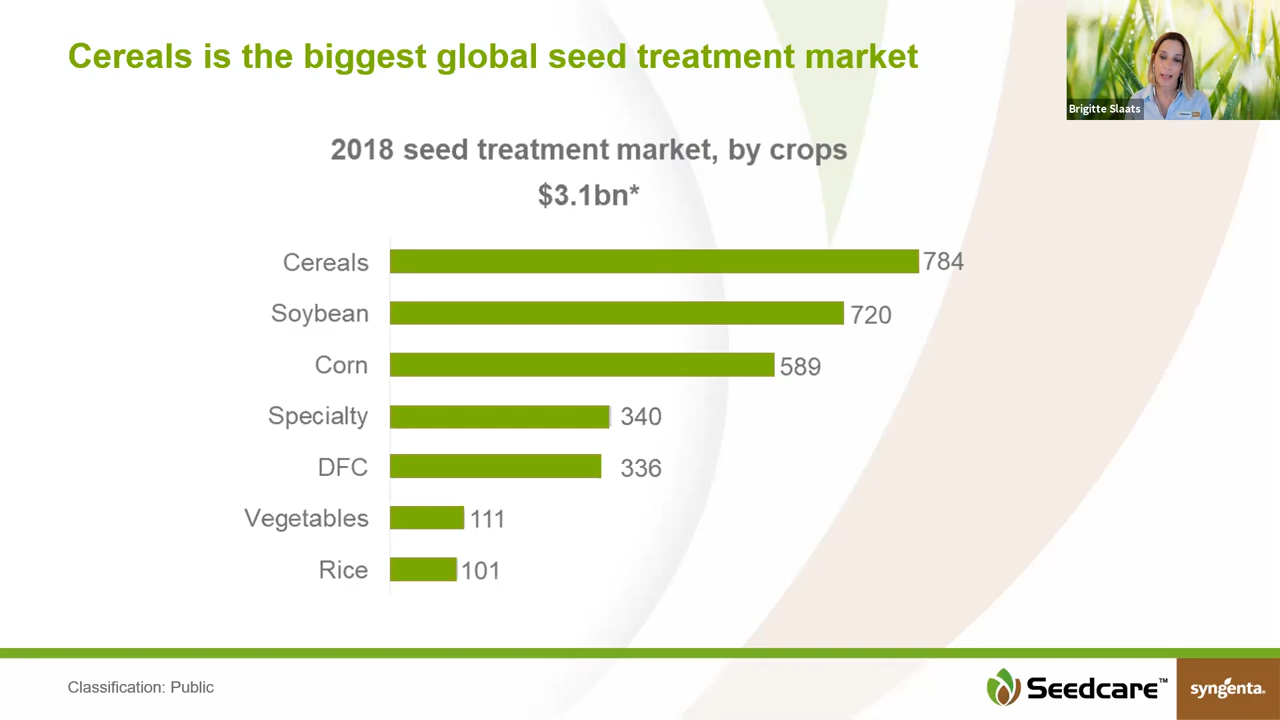 Cereals is the biggest global seed treatment market
Brigitte Slaats
2018 seed treatment market, by crops
$3.1bn*
Cereals 784
Soybean 720
Corn 589
Specialty 340
DFC 336
Vegetables 111
Rice 101
Classification: Public
Seedcare™
syngenta®